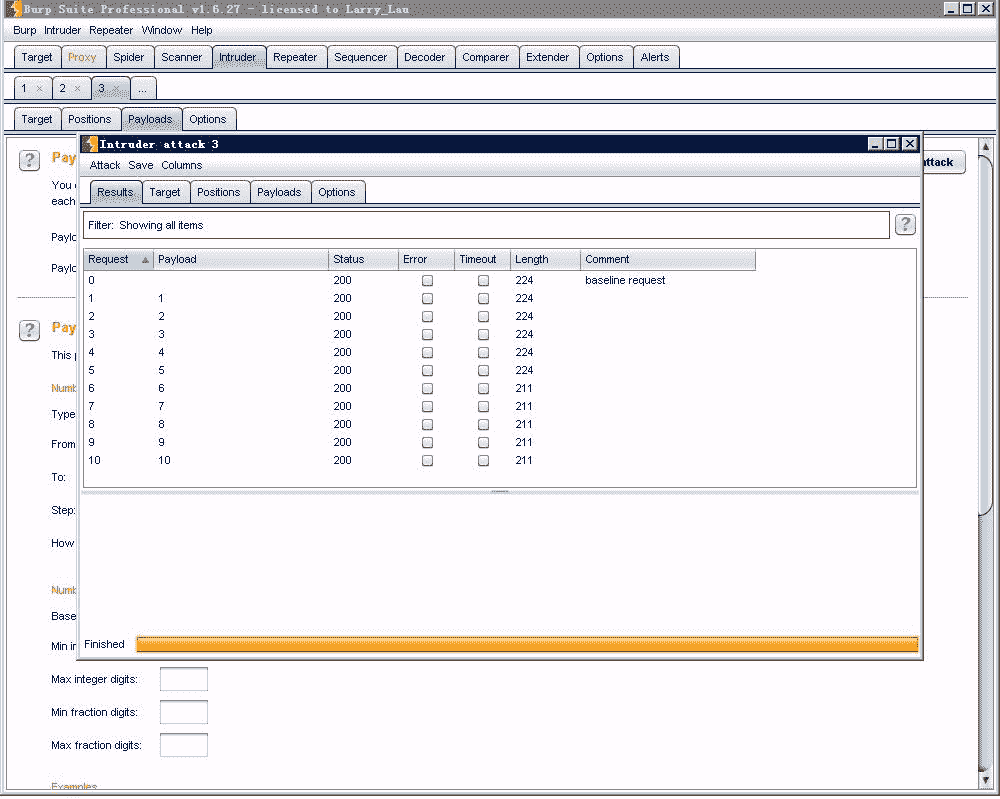 Burp Suite Professional v1.6.27 - licensed to Larry_Lau
Burp Intruder Repeater Window Help
Target Proxy Spider Scanner Intruder Repeater Sequencer Decoder Comparer Extender Options Alerts
1 × 2 × 3 × ...
Target Positions Payloads Options
Intruder attack 3
? Pay
Attack Save Columns
attack
You
Results Target Positions Payloads Options
each
Filter: Showing all items ?
Paylo
Request Payload Status Error Timeout Length Comment
Paylo
0 200 224 baseline request
1 1 200 224
2 2 200 224
? Pay
3 3 200 224
This
4 4 200 224
5 5 200 224
Numb
6 6 200 211
Type
7 7 200 211
8 8 200 211
From
9 9 200 211
10 10 200 211
To:
Step:
How
Numb
Base
Min in
Finished
Max integer digits:
Min fraction digits:
Max fraction digits:
Examples